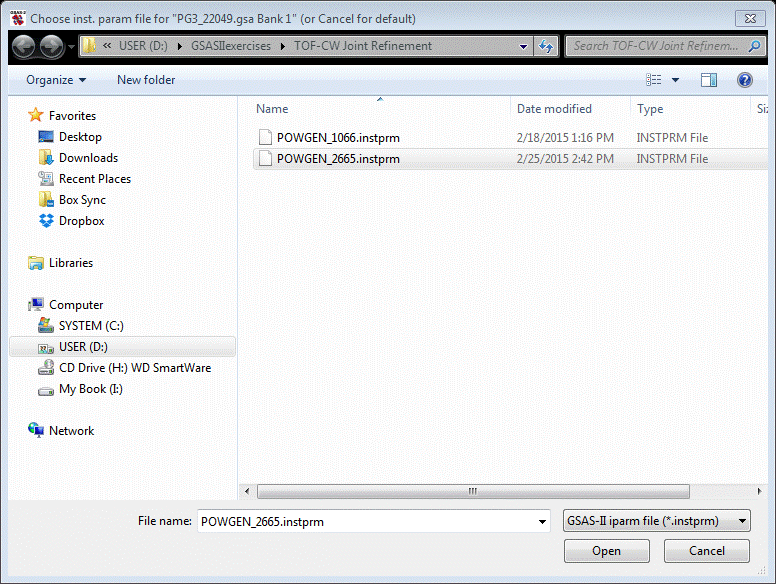 Choose inst. param file for "PG3_22049.gsa Bank 1" (or Cancel for default)
« USER (D:) GSASIIexercises TOF-CW Joint Refinement Search TOF-CW Joint Refinem...
Organize New folder
Name Date modified Type Siz
Favorites
Desktop
Downloads
Recent Places
Box Sync
Dropbox
Libraries
Computer
SYSTEM (C:)
USER (D:)
CD Drive (H:) WD SmartWare
My Book (I:)
Network
POWGEN_1066.instprm 2/18/2015 1:16 PM INSTPRM File
POWGEN_2665.instprm 2/25/2015 2:42 PM INSTPRM File
File name: POWGEN_2665.instprm GSAS-II iparm file (*.instprm)
Open Cancel